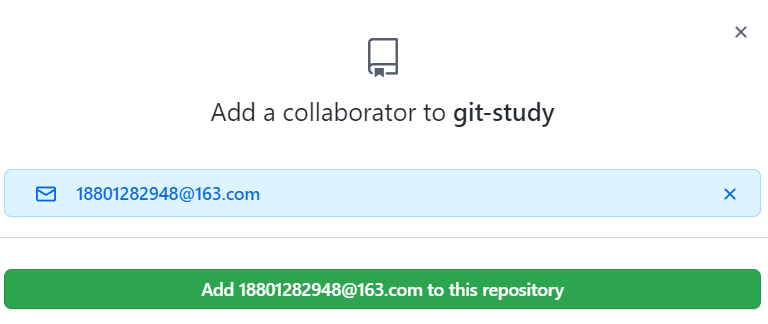 Add a collaborator to git-study
18801282948@163.com
Add 18801282948@163.com to this repository